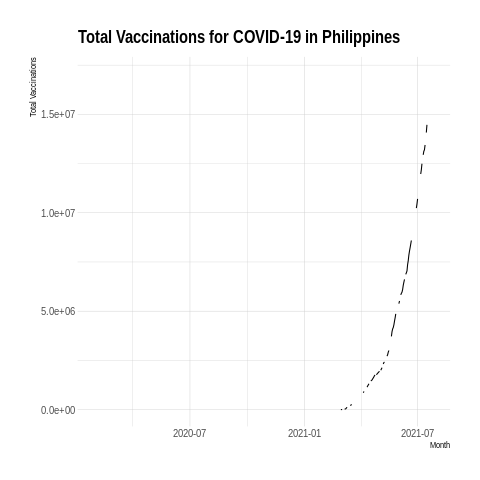 Total Vaccinations for COVID-19 in Philippines
Total Vaccinations
1.5e+07
1.0e+07
5.0e+06
0.0e+00
2020-07
2021-01
2021-07
Month